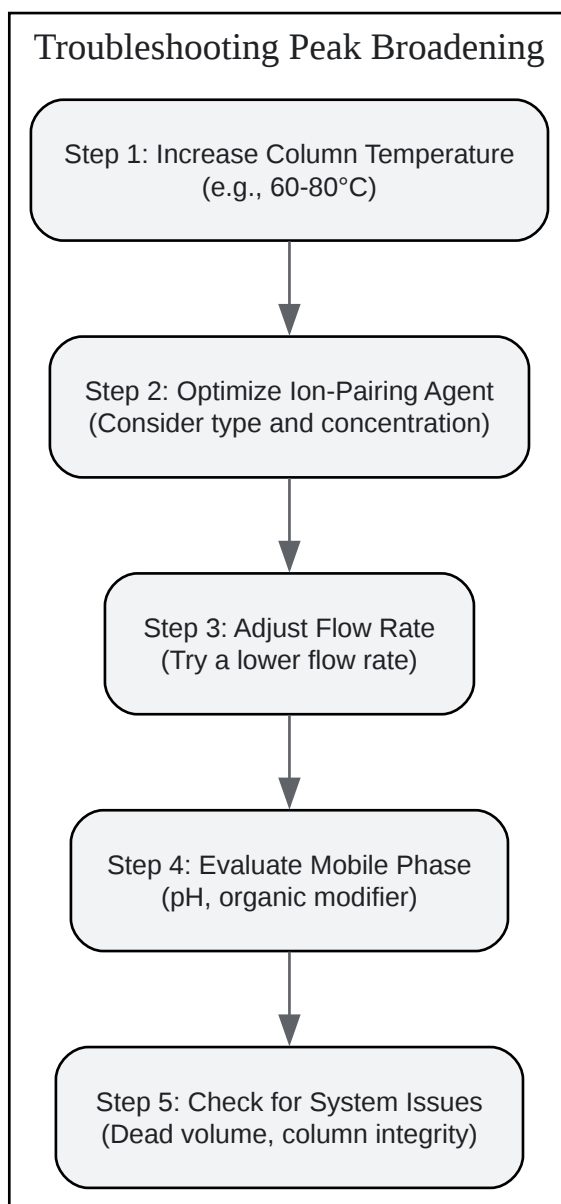 Troubleshooting Peak Broadening
Step 1: Increase Column Temperature
(e.g., 60-80°C)
Step 2: Optimize Ion-Pairing Agent
(Consider type and concentration)
Step 3: Adjust Flow Rate
(Try a lower flow rate)
Step 4: Evaluate Mobile Phase
(pH, organic modifier)
Step 5: Check for System Issues
(Dead volume, column integrity)